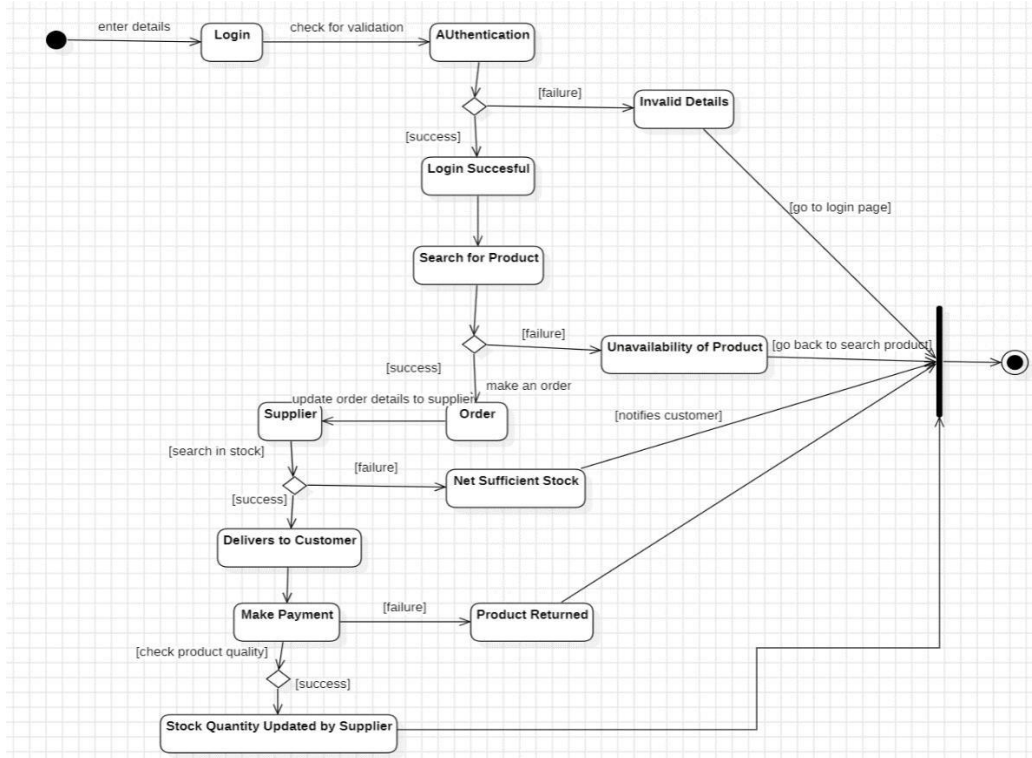 enter details
Login
check for validation
AUthentication
[failure]
Invalid Details
[success]
Login Succesful
[go to login page]
Search for Product
[failure]
Unavailability of Product
[go back to search product]
[success]
make an order
update order details to supplier
Supplier
Order
[notifies customer]
[search in stock]
[failure]
Net Sufficient Stock
[success]
Delivers to Customer
Make Payment
[failure]
Product Returned
[check product quality]
[success]
Stock Quantity Updated by Supplier